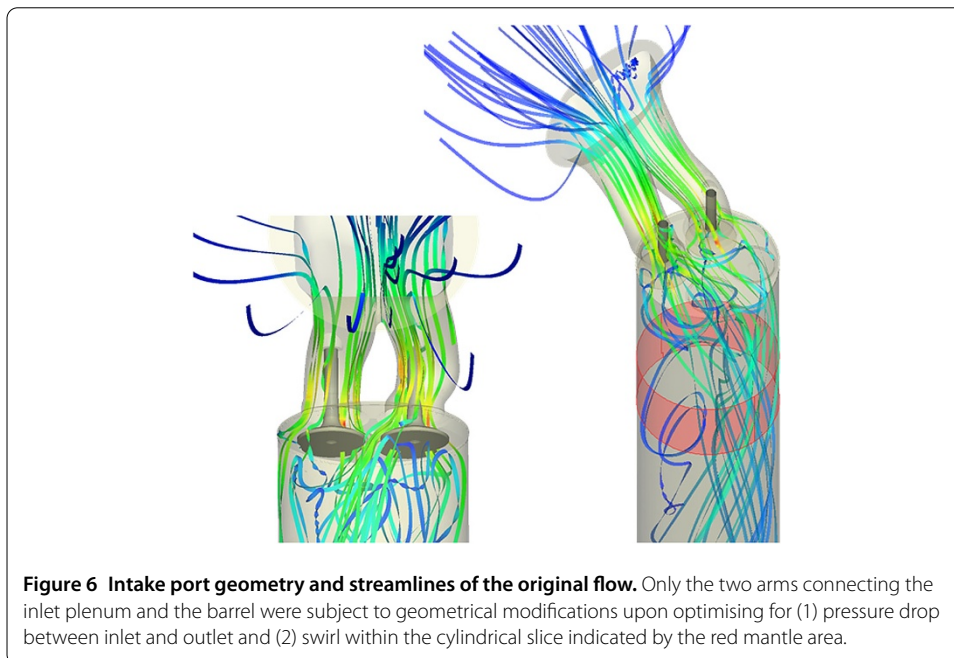 Figure 6 Intake port geometry and streamlines of the original flow. Only the two arms connecting the
inlet plenum and the barrel were subject to geometrical modifications upon optimising for (1) pressure drop
between inlet and outlet and (2) swirl within the cylindrical slice indicated by the red mantle area.